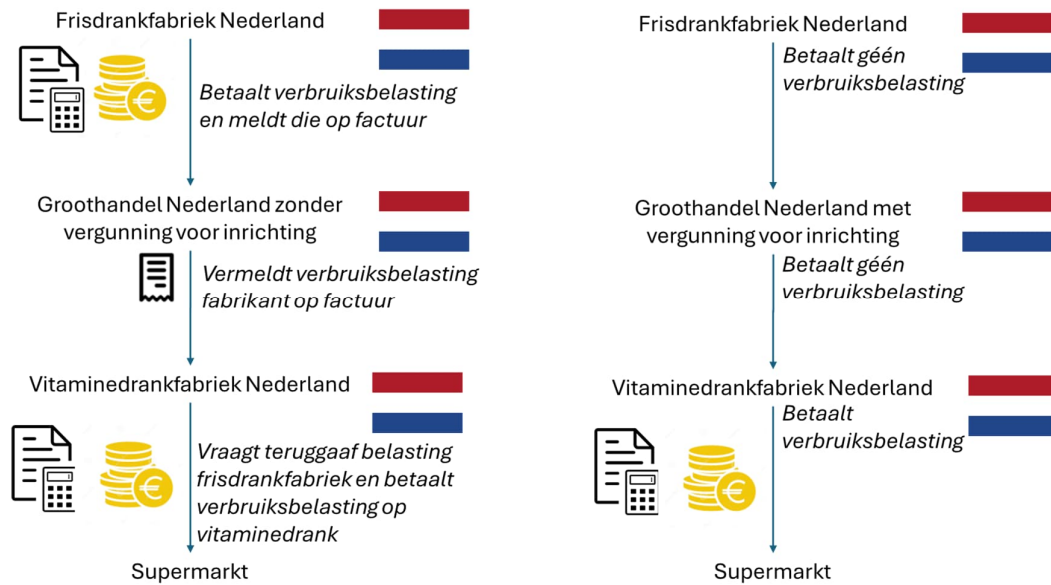 Frisdrankfabriek Nederland
Betaalt verbruiksbelasting
en meldt die op factuur
Groothandel Nederland zonder
vergunning voor inrichting
Vermeldt verbruiksbelasting
fabrikant op factuur
Vitaminedrankfabriek Nederland
Vraagt teruggaaf belasting
frisdrankfabriek en betaalt
verbruiksbelasting op
vitaminedrank
Supermarkt
Frisdrankfabriek Nederland
Betaalt géén
verbruiksbelasting
Groothandel Nederland met
vergunning voor inrichting
Betaalt géén
verbruiksbelasting
Vitaminedrankfabriek Nederland
Betaalt
verbruiksbelasting
Supermarkt